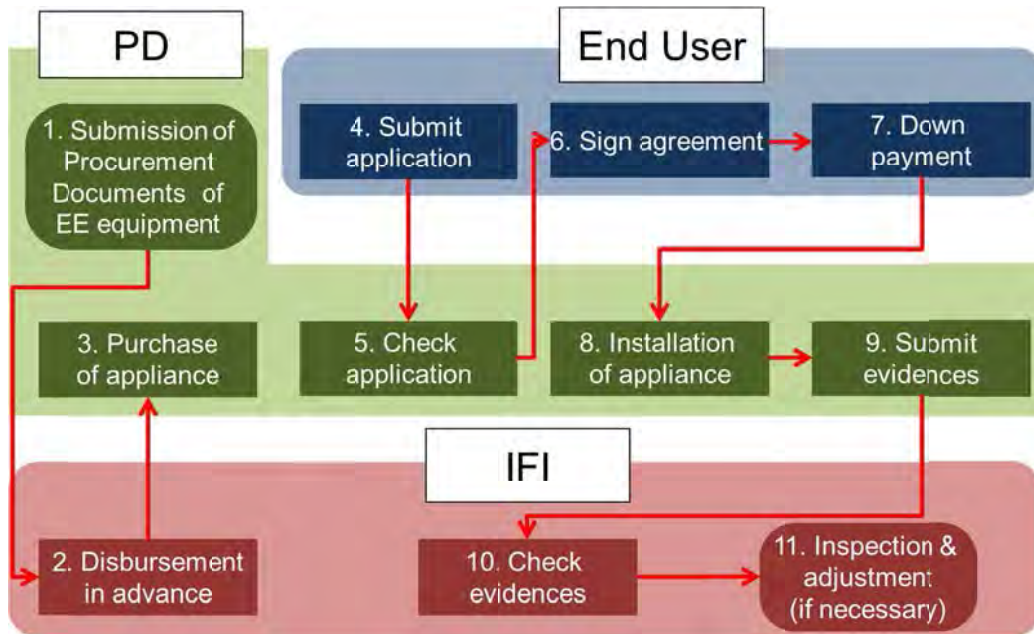 PD
End User
1. Submission of
Procurement
Documents of
EE equipment
4. Submit
application
6. Sign agreement
7. Down
payment
3. Purchase
of appliance
5. Check
application
8. Installation
of appliance
9. Submit
evidences
IFI
2. Disbursement
in advance
10. Check
evidences
11. Inspection &
adjustment
(if necessary)